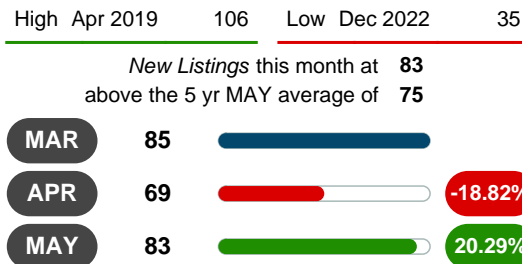 High Apr 2019 106 Low Dec 2022 35
New Listings this month at 83
above the 5 yr MAY average of 75
MAR 85
APR 69 -18.82%
MAY 83 20.29%